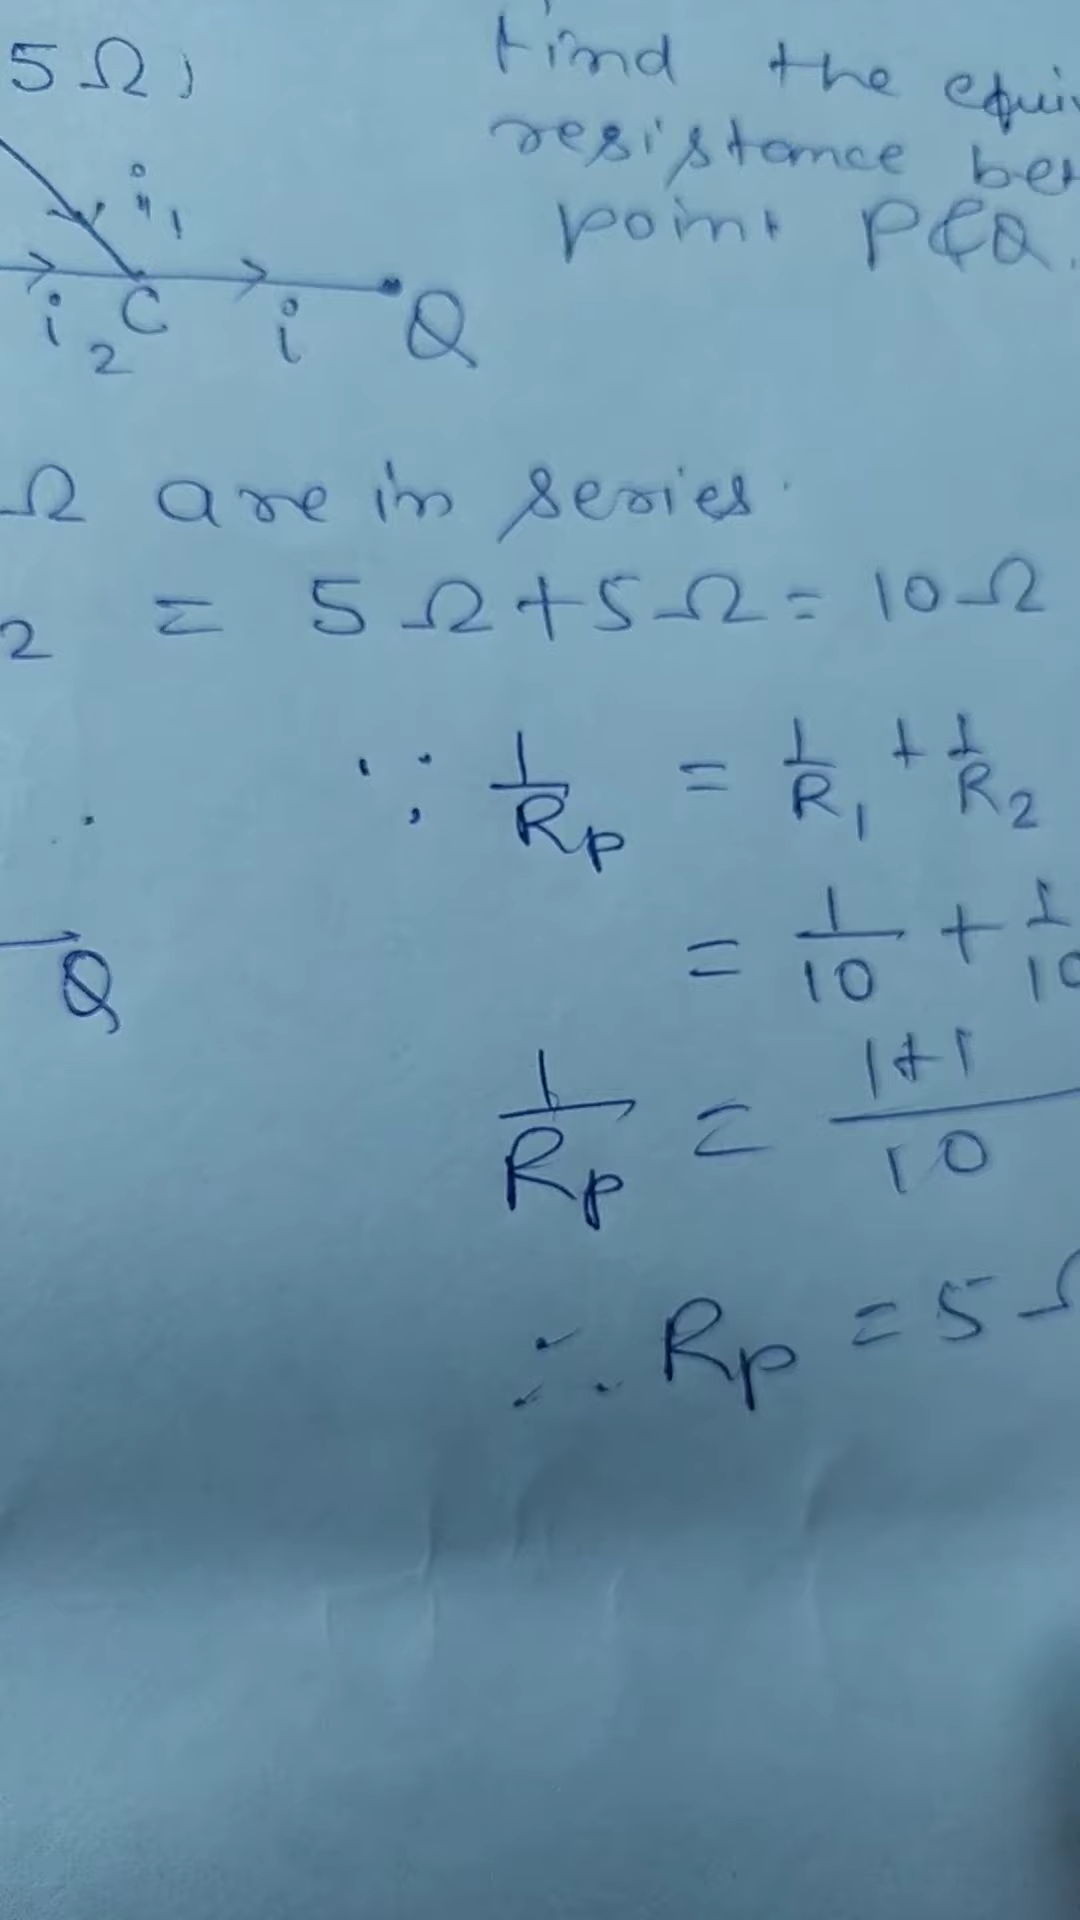 5Ω
Find the equi
resistance bet
point P&Q.
i1
i2 C i Q
Ω are in series.
2 = 5Ω+5Ω = 10Ω
∵ 1/Rp = 1/R1 + 1/R2
= 1/10 + 1/10
Q
1/Rp = 1+1/10
∴ Rp = 5Ω